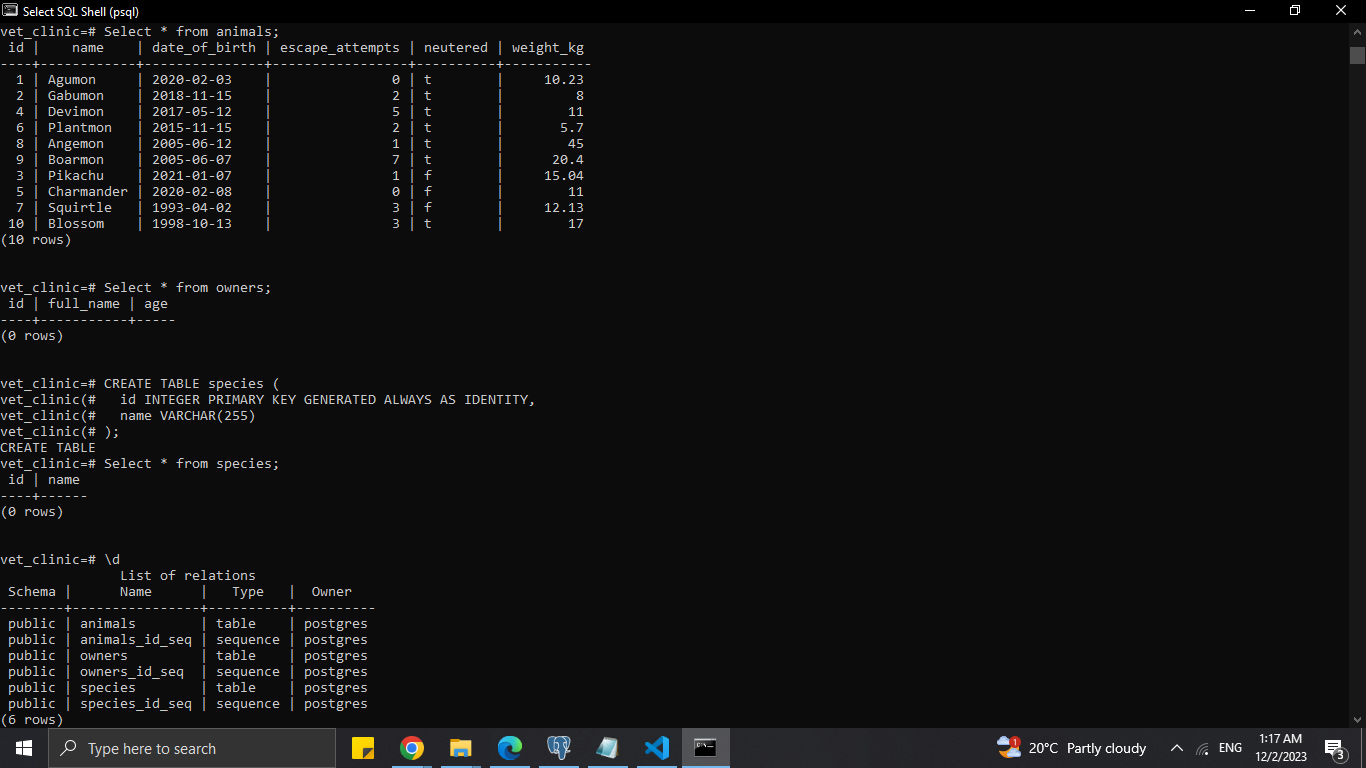 Select SQL Shell (psql)
vet_clinic=# Select * from animals;
 id |    name    | date_of_birth | escape_attempts | neutered | weight_kg
----+------------+---------------+-----------------+----------+-----------
  1 | Agumon     | 2020-02-03    |               0 | t        |     10.23
  2 | Gabumon    | 2018-11-15    |               2 | t        |         8
  4 | Devimon    | 2017-05-12    |               5 | t        |        11
  6 | Plantmon   | 2015-11-15    |               2 | t        |       5.7
  8 | Angemon    | 2005-06-12    |               1 | t        |        45
  9 | Boarmon    | 2005-06-07    |               7 | t        |      20.4
  3 | Pikachu    | 2021-01-07    |               1 | f        |     15.04
  5 | Charmander | 2020-02-08    |               0 | f        |        11
  7 | Squirtle   | 1993-04-02    |               3 | f        |     12.13
 10 | Blossom    | 1998-10-13    |               3 | t        |        17
(10 rows)
vet_clinic=# Select * from owners;
 id | full_name | age
----+-----------+-----
(0 rows)
vet_clinic=# CREATE TABLE species (
vet_clinic(#   id INTEGER PRIMARY KEY GENERATED ALWAYS AS IDENTITY,
vet_clinic(#   name VARCHAR(255)
vet_clinic(# );
CREATE TABLE
vet_clinic=# Select * from species;
 id | name
----+------
(0 rows)
vet_clinic=# \d
               List of relations
 Schema |      Name      |   Type   |  Owner
--------+----------------+----------+----------
 public | animals        | table    | postgres
 public | animals_id_seq | sequence | postgres
 public | owners         | table    | postgres
 public | owners_id_seq  | sequence | postgres
 public | species        | table    | postgres
 public | species_id_seq | sequence | postgres
(6 rows)
Type here to search
1
20°C Partly cloudy
ENG
1:17 AM
12/2/2023
3